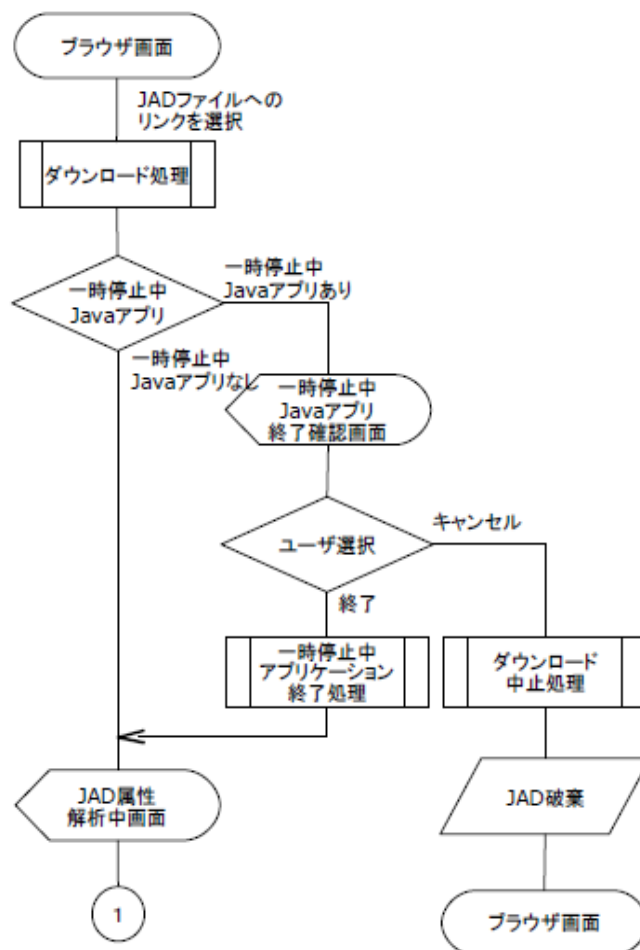 ブラウザ画面
JADファイルへの
リンクを選択
ダウンロード処理
一時停止中
Javaアプリ
一時停止中
Javaアプリあり
一時停止中
Javaアプリなし
一時停止中
Javaアプリ
終了確認画面
ユーザ選択
キャンセル
終了
一時停止中
アプリケーション
終了処理
ダウンロード
中止処理
JAD属性
解析中画面
JAD破棄
1
ブラウザ画面